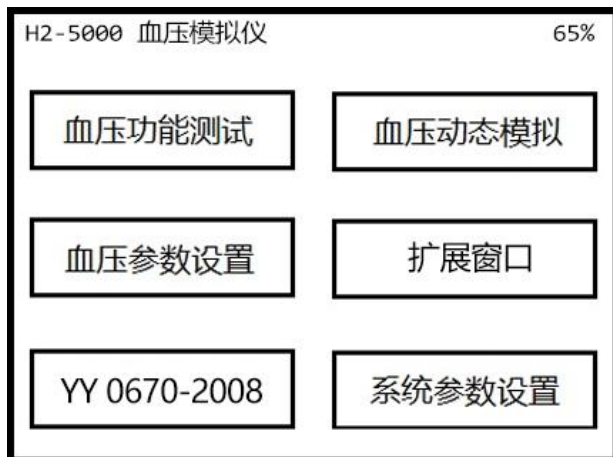 H2-5000 血压模拟仪 65%
血压功能测试 血压动态模拟
血压参数设置 扩展窗口
YY 0670-2008 系统参数设置